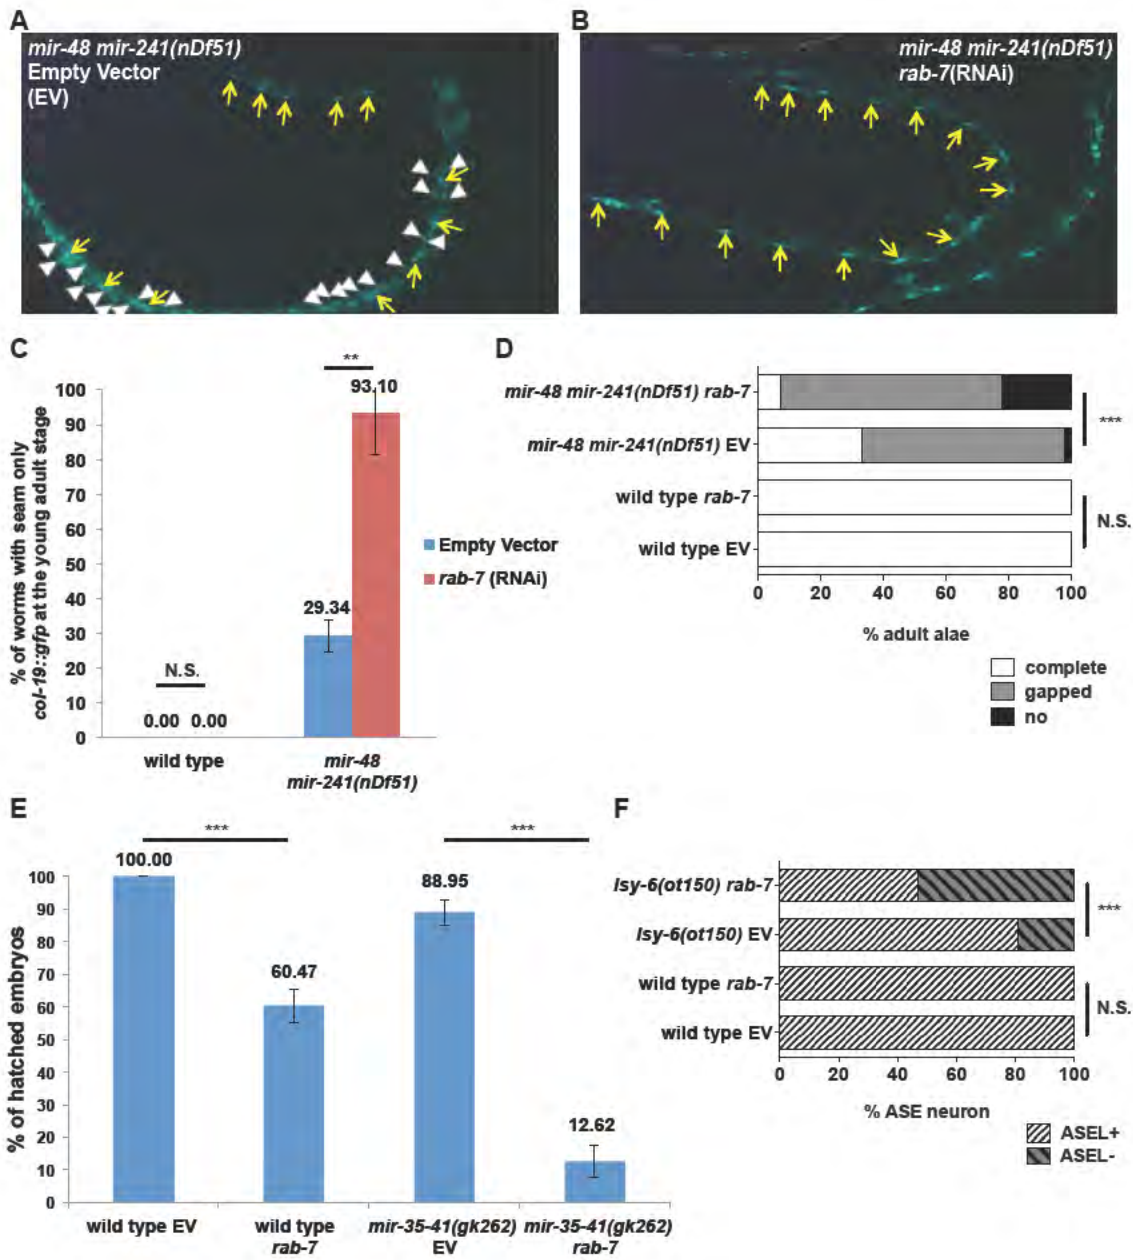 A
mir-48 mir-241(nDf51)
Empty Vector
(EV)
B
mir-48 mir-241(nDf51)
rab-7(RNAi)
C
% of worms with seam only
col-19::gfp at the young adult stage
100
90
80
70
60
50
40
30
20
10
0
N.S.
0.00 0.00
**
93.10
29.34
wild type
mir-48
mir-241(nDf51)
Empty Vector
rab-7 (RNAi)
D
mir-48 mir-241(nDf51) rab-7
mir-48 mir-241(nDf51) EV
wild type rab-7
wild type EV
***
N.S.
0 20 40 60 80 100
% adult alae
complete
gapped
no
E
% of hatched embryos
100
90
80
70
60
50
40
30
20
10
0
***
***
100.00
60.47
88.95
12.62
wild type EV
wild type
rab-7
mir-35-41(gk262)
EV
mir-35-41(gk262)
rab-7
F
lsy-6(ot150) rab-7
lsy-6(ot150) EV
wild type rab-7
wild type EV
***
N.S.
0 20 40 60 80 100
% ASE neuron
ASEL+
ASEL-